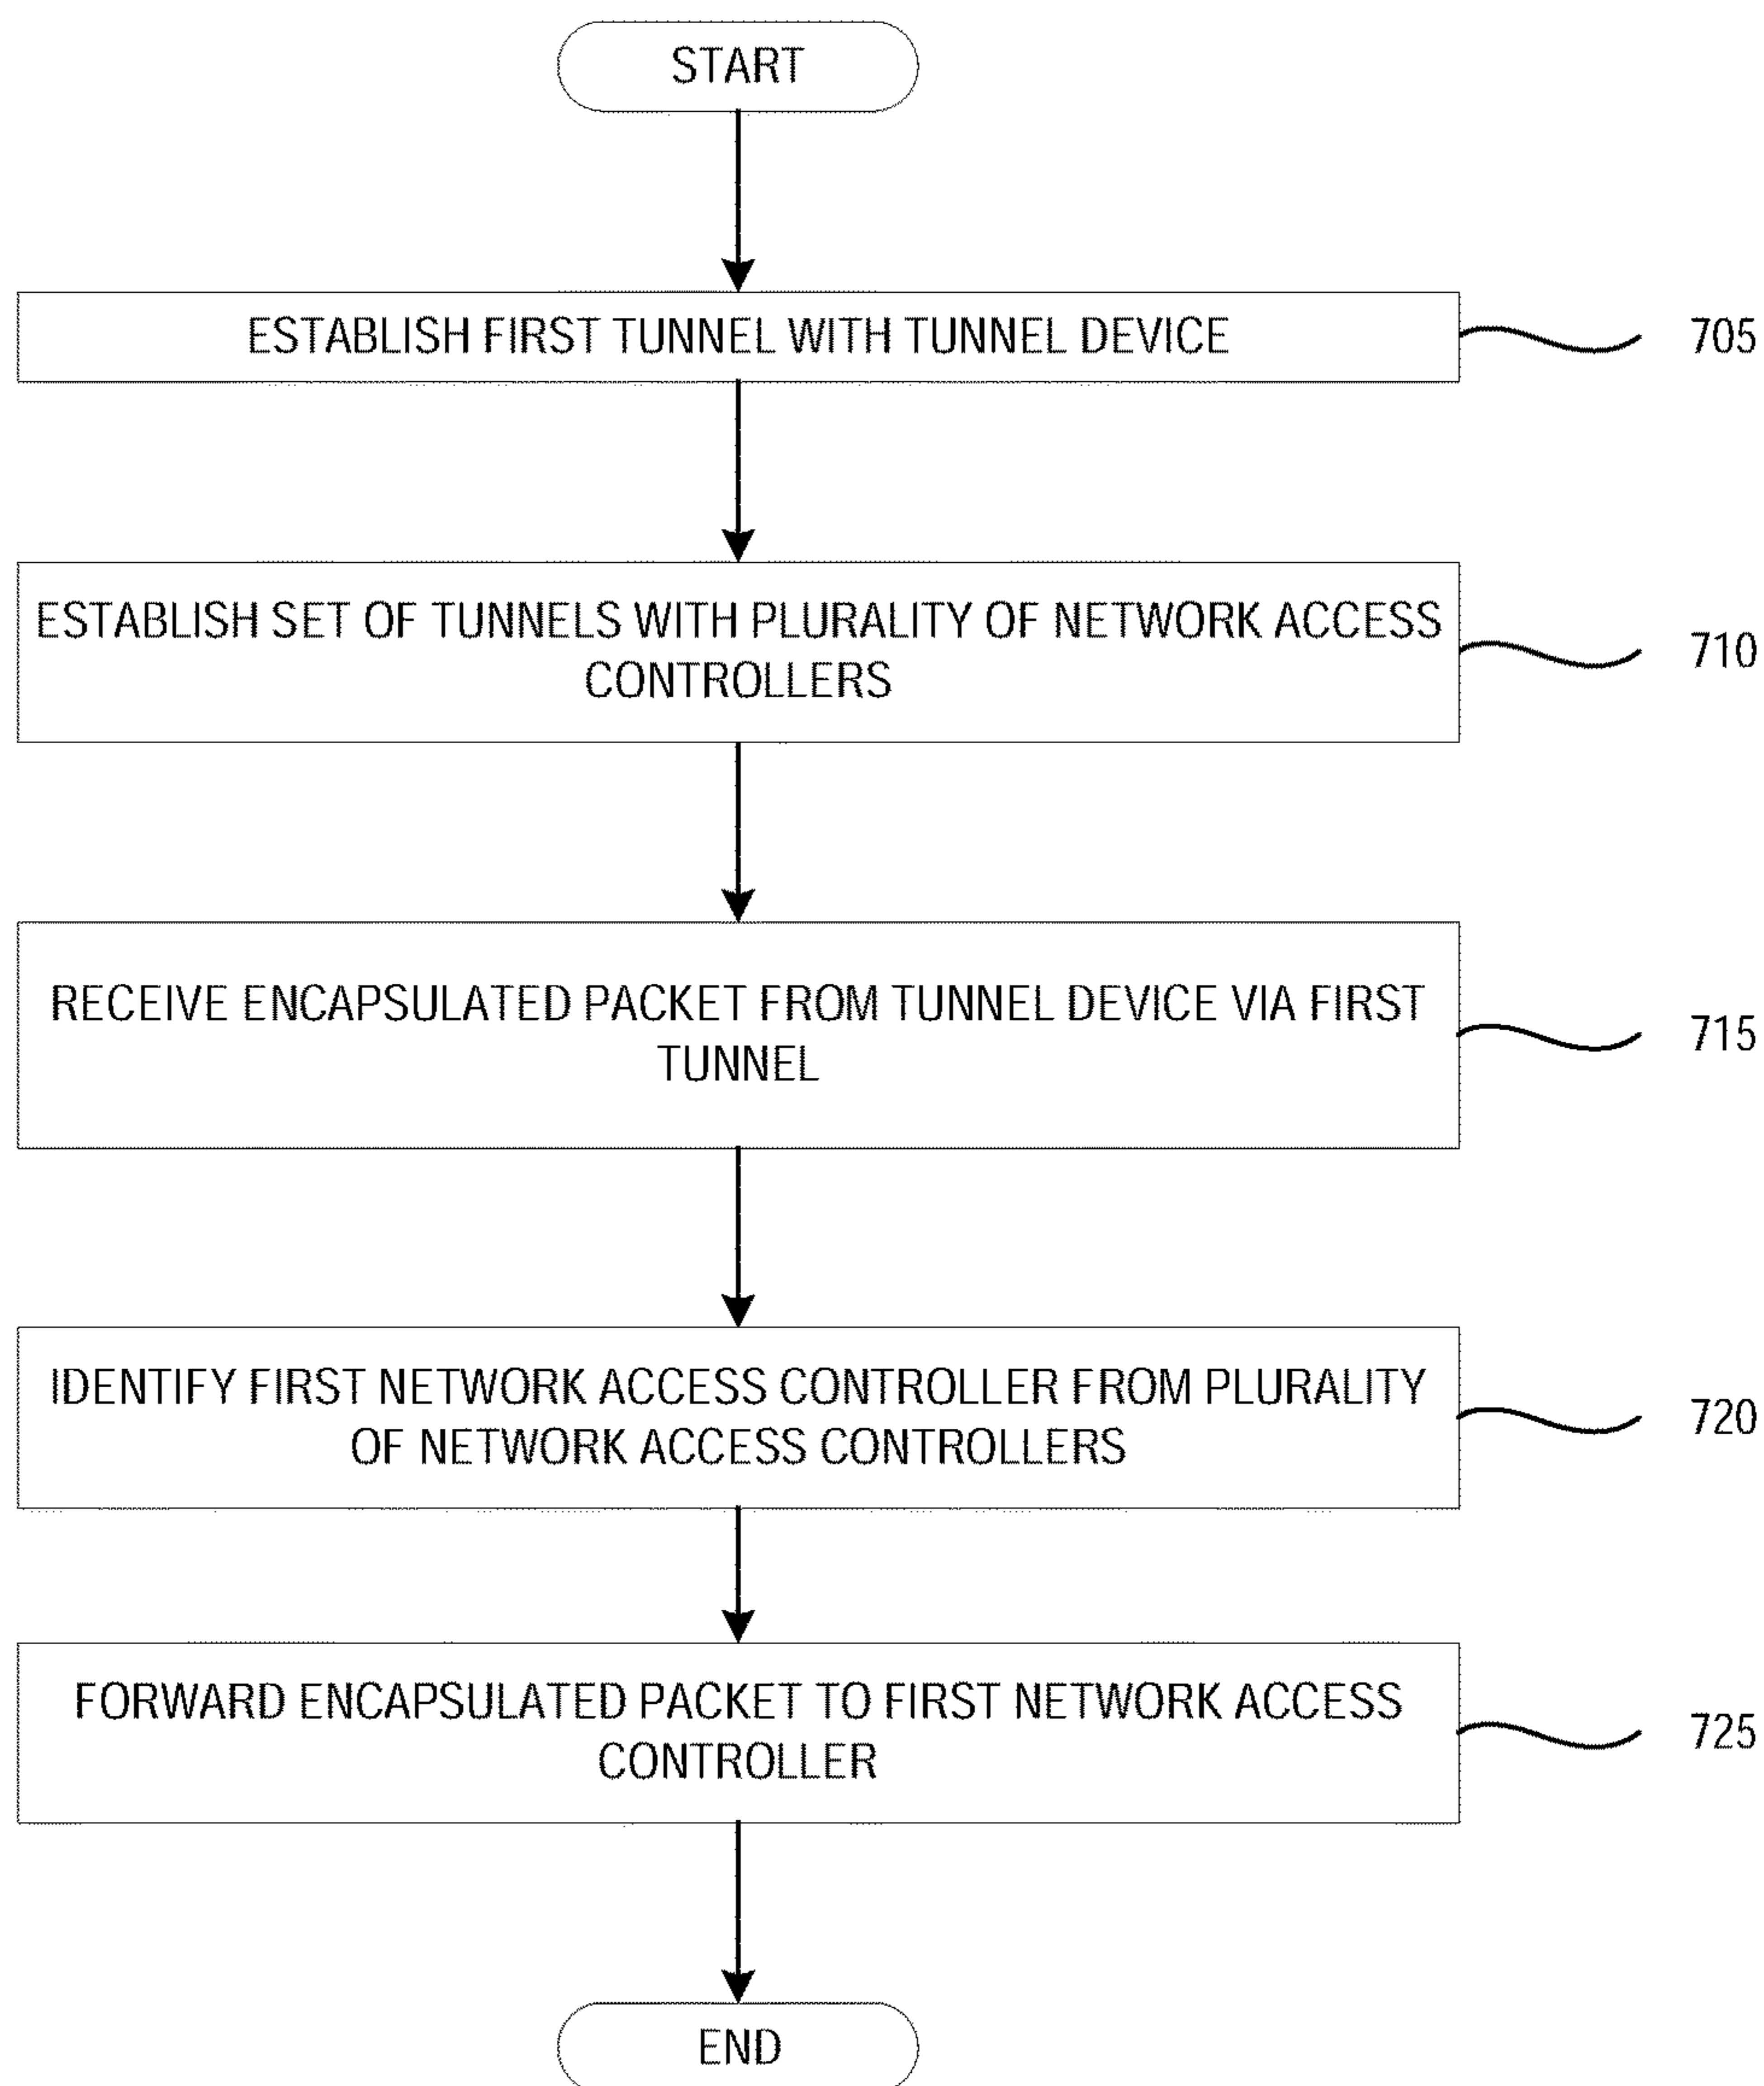 START
ESTABLISH FIRST TUNNEL WITH TUNNEL DEVICE
705
ESTABLISH SET OF TUNNELS WITH PLURALITY OF NETWORK ACCESS
CONTROLLERS
710
RECEIVE ENCAPSULATED PACKET FROM TUNNEL DEVICE VIA FIRST
TUNNEL
715
IDENTIFY FIRST NETWORK ACCESS CONTROLLER FROM PLURALITY
OF NETWORK ACCESS CONTROLLERS
720
FORWARD ENCAPSULATED PACKET TO FIRST NETWORK ACCESS
CONTROLLER
725
END